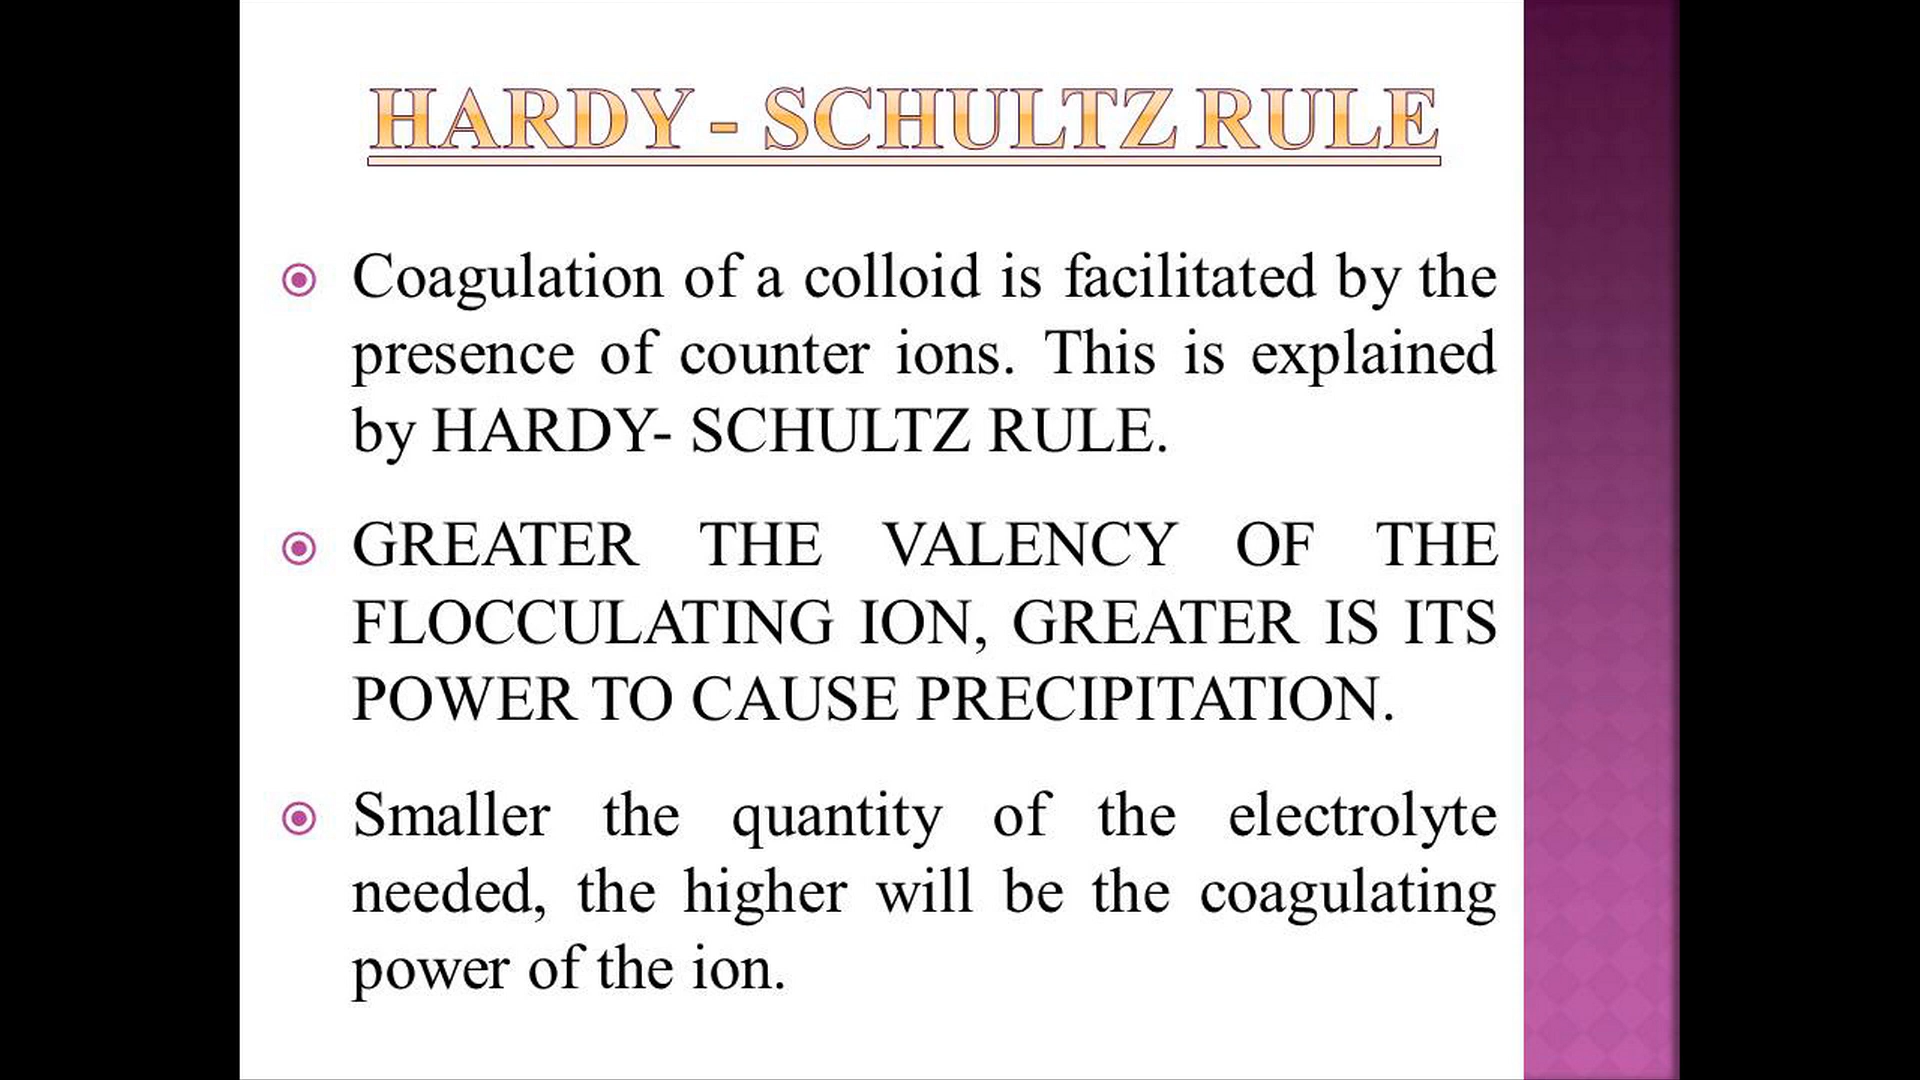 HARDY - SCHULTZ RULE
Coagulation of a colloid is facilitated by the
presence of counter ions. This is explained
by HARDY- SCHULTZ RULE.
GREATER THE VALENCY OF THE
FLOCCULATING ION, GREATER IS ITS
POWER TO CAUSE PRECIPITATION.
Smaller the quantity of the electrolyte
needed, the higher will be the coagulating
power of the ion.